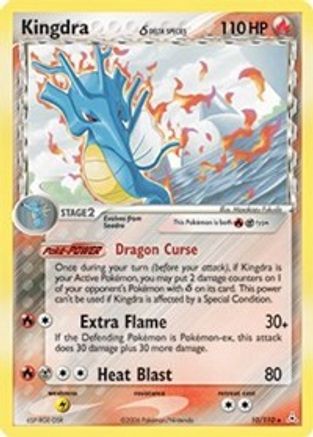 Kingdra δ DELTA SPECIES 110 HP
Illus. Masakazu Fukuda
STAGE 2
Evolves from Seadra
This Pokémon is both type.
Poké-POWER Dragon Curse
Once during your turn (before your attack), if Kingdra is
your Active Pokémon, you may put 2 damage counters on 1
of your opponent's Pokémon with δ on its card. This power
can't be used if Kingdra is affected by a Special Condition.
Extra Flame 30+
If the Defending Pokémon is Pokémon-ex, this attack
does 30 damage plus 30 more damage.
Heat Blast 80
weakness resistance retreat cost
©2006 Pokémon/Nintendo 10/110